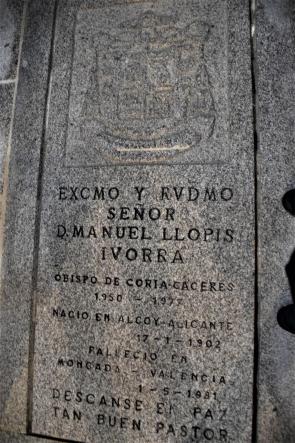 EXCMO Y RVDMO
SEÑOR
D.MANUEL LLOPIS
IVORRA
OBISPO DE CORIA-CACERES
1950 - 1977
NACIO EN ALCOY-ALICANTE
17-1-1902
FALLECIO EN
MONCADA - VALENCIA
1-5-1981
DESCANSE EN PAZ
TAN BUEN PASTOR